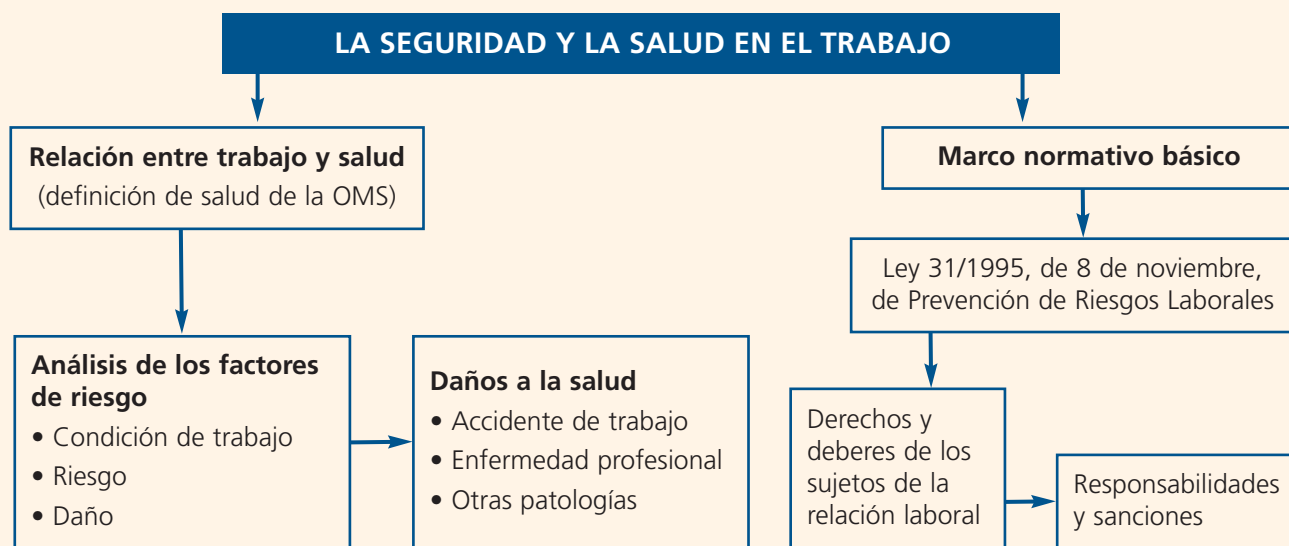 LA SEGURIDAD Y LA SALUD EN EL TRABAJO
Relación entre trabajo y salud
(definición de salud de la OMS)
Análisis de los factores
de riesgo
• Condición de trabajo
• Riesgo
• Daño
Daños a la salud
• Accidente de trabajo
• Enfermedad profesional
• Otras patologías
Marco normativo básico
Ley 31/1995, de 8 de noviembre,
de Prevención de Riesgos Laborales
Derechos y
deberes de los
sujetos de la
relación laboral
Responsabilidades
y sanciones